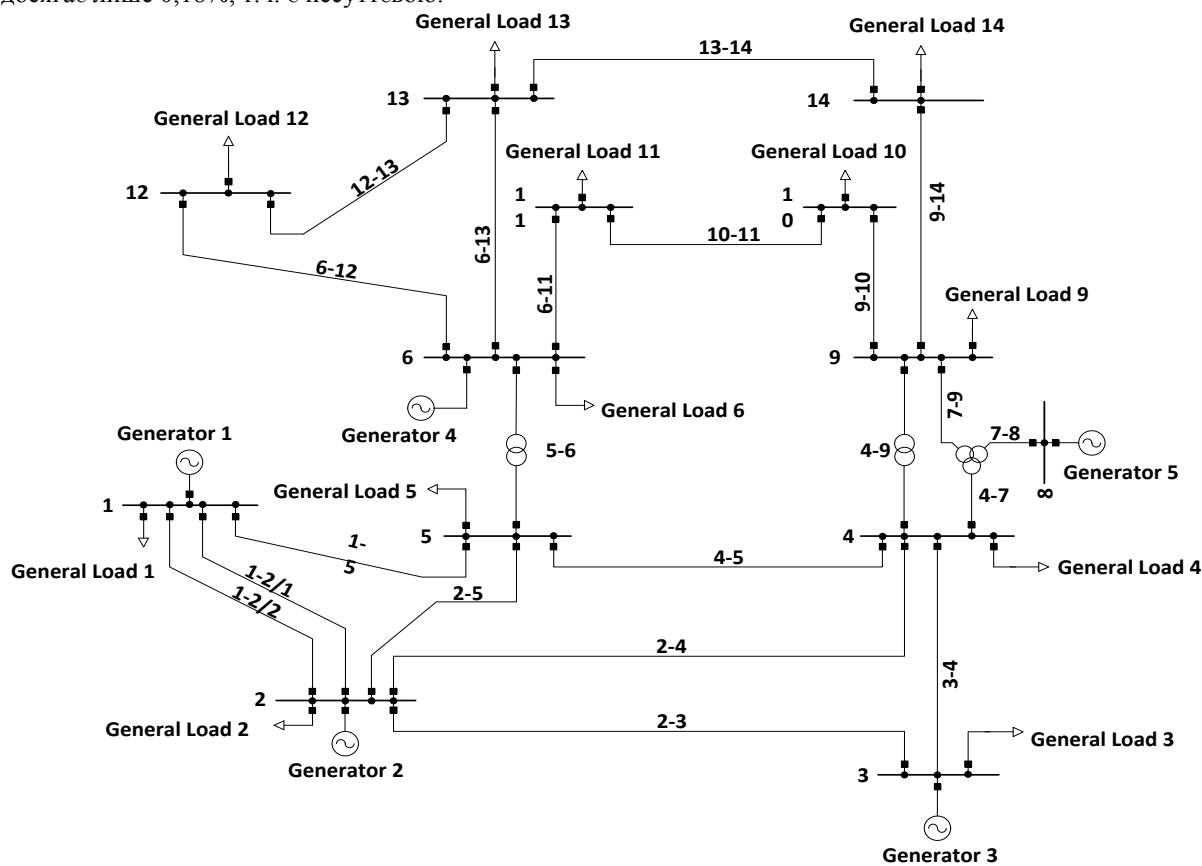 General Load 13
13-14
General Load 14
13
14
General Load 12
General Load 11
General Load 10
12-13
12
1
1
1
0
9-14
10-11
6-13
6-12
6-11
9-10
General Load 9
6
9
7-9
General Load 6
Generator 4
Generator 1
5-6
4-9
7-8
Generator 5
8
General Load 5
4-7
1
5
4
1-
5
4-5
General Load 1
General Load 4
1-2/1
1-2/2
2-5
2-4
3-4
2
General Load 2
2-3
General Load 3
Generator 2
3
Generator 3